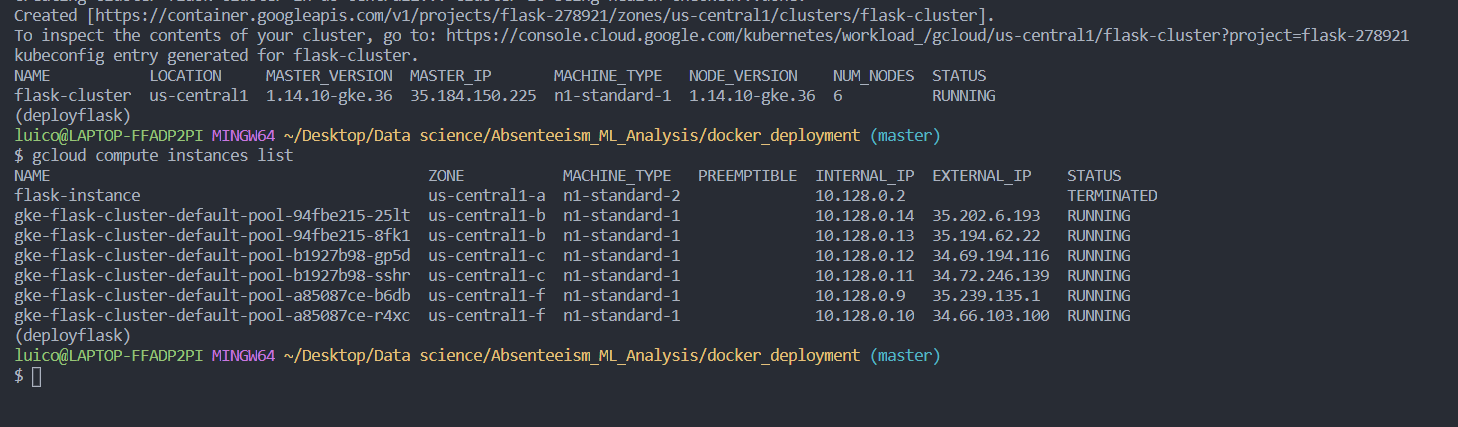 Created [https://container.googleapis.com/v1/projects/flask-278921/zones/us-central1/clusters/flask-cluster].
To inspect the contents of your cluster, go to: https://console.cloud.google.com/kubernetes/workload_/gcloud/us-central1/flask-cluster?project=flask-278921
kubeconfig entry generated for flask-cluster.
NAME           LOCATION     MASTER_VERSION  MASTER_IP       MACHINE_TYPE   NODE_VERSION    NUM_NODES  STATUS
flask-cluster  us-central1  1.14.10-gke.36  35.184.150.225  n1-standard-1  1.14.10-gke.36  6          RUNNING
(deployflask)
luico@LAPTOP-FFADP2PI MINGW64 ~/Desktop/Data science/Absenteeism_ML_Analysis/docker_deployment (master)
$ gcloud compute instances list
NAME                                          ZONE           MACHINE_TYPE   PREEMPTIBLE  INTERNAL_IP  EXTERNAL_IP    STATUS
flask-instance                                us-central1-a  n1-standard-2               10.128.0.2                  TERMINATED
gke-flask-cluster-default-pool-94fbe215-25lt  us-central1-b  n1-standard-1               10.128.0.14  35.202.6.193   RUNNING
gke-flask-cluster-default-pool-94fbe215-8fk1  us-central1-b  n1-standard-1               10.128.0.13  35.194.62.22   RUNNING
gke-flask-cluster-default-pool-b1927b98-gp5d  us-central1-c  n1-standard-1               10.128.0.12  34.69.194.116  RUNNING
gke-flask-cluster-default-pool-b1927b98-sshr  us-central1-c  n1-standard-1               10.128.0.11  34.72.246.139  RUNNING
gke-flask-cluster-default-pool-a85087ce-b6db  us-central1-f  n1-standard-1               10.128.0.9   35.239.135.1   RUNNING
gke-flask-cluster-default-pool-a85087ce-r4xc  us-central1-f  n1-standard-1               10.128.0.10  34.66.103.100  RUNNING
(deployflask)
luico@LAPTOP-FFADP2PI MINGW64 ~/Desktop/Data science/Absenteeism_ML_Analysis/docker_deployment (master)
$